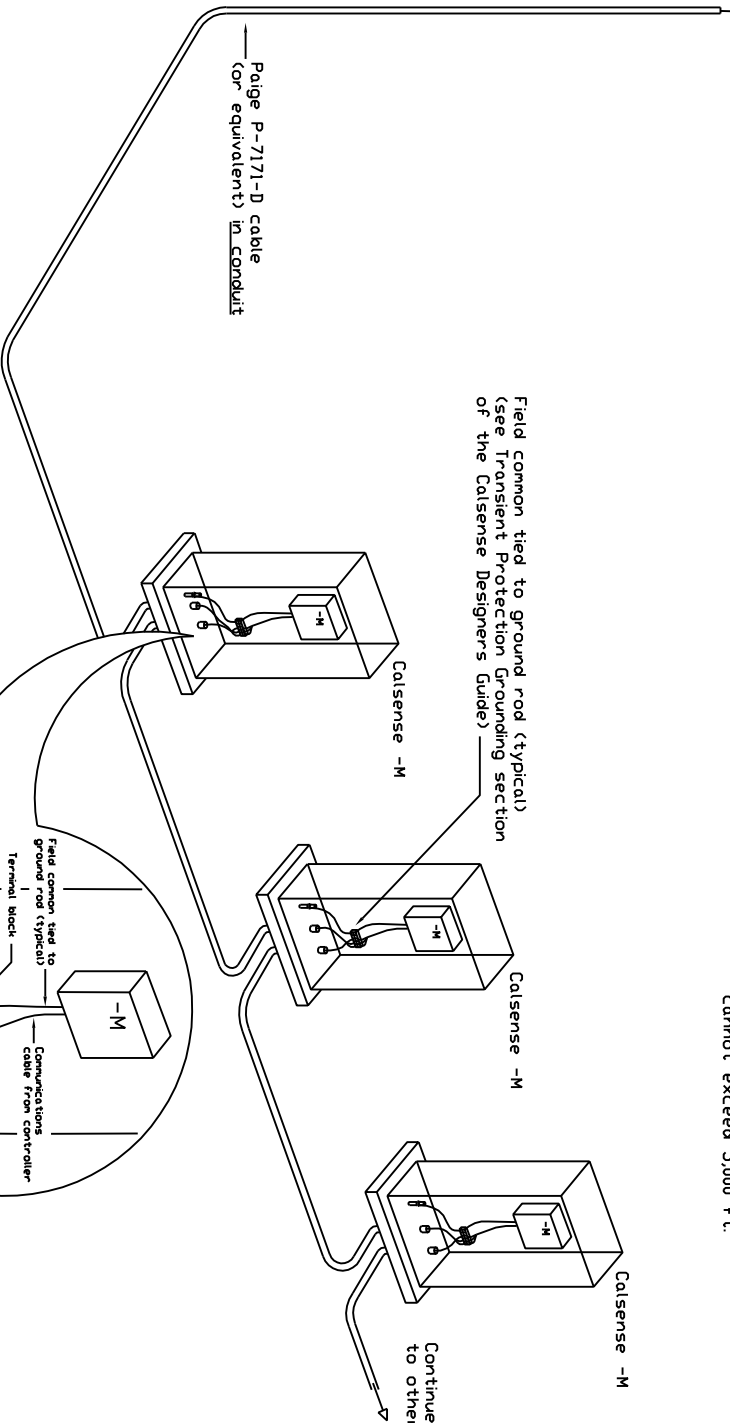 Cannot exceed 5,000 Ft.
Paige P-7171-D cable
(or equivalent) in conduit
Field common tied to ground rod (typical)
(see Transient Protection Grounding section
of the Calsense Designers Guide)
Calsense -M
-M
Calsense -M
-M
Calsense -M
-M
Continue
to other
Field common tied to
ground rod (typical)
Terminal block
-M
Communications
cable from controller